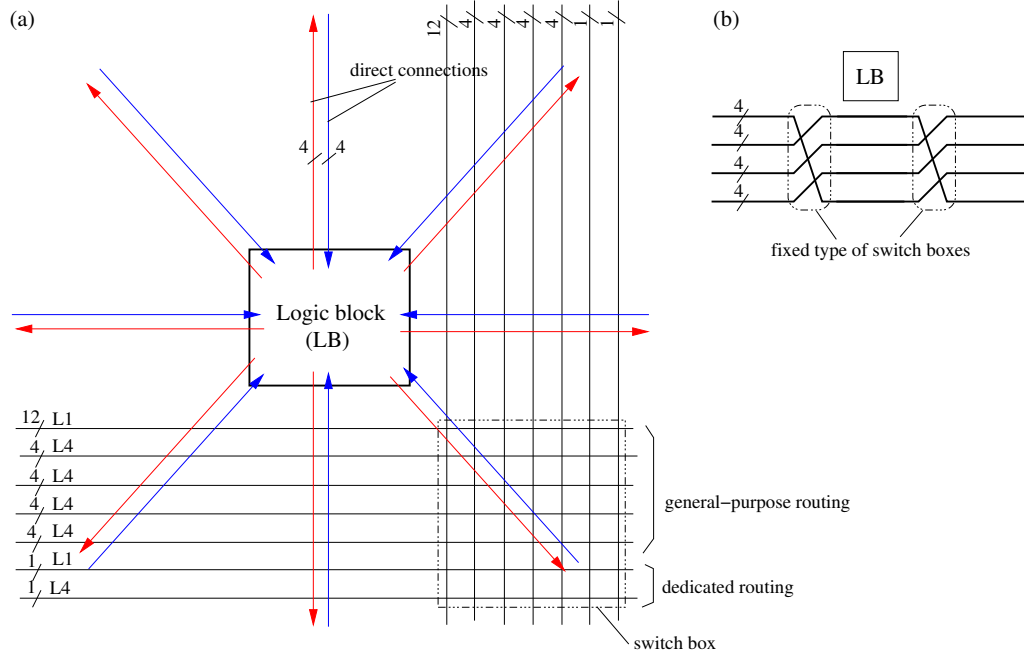 (a)
12
4
4
4
4
1
1
(b)
direct connections
LB
4
4
4
4
4
4
fixed type of switch boxes
Logic block
(LB)
12 L1
4 L4
4 L4
4 L4
4 L4
1 L1
1 L4
general−purpose routing
dedicated routing
switch box